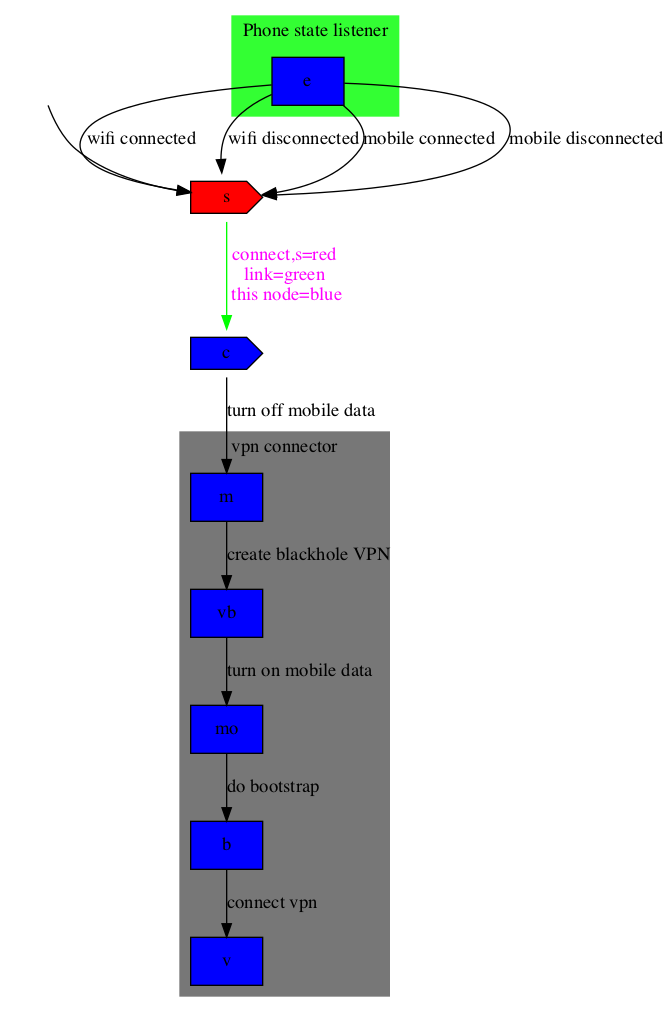 Phone state listener
e
wifi connected
wifi disconnected
mobile connected
mobile disconnected
s
connect,s=red
link=green
this node=blue
c
turn off mobile data
vpn connector
m
create blackhole VPN
vb
turn on mobile data
mo
do bootstrap
b
connect vpn
v